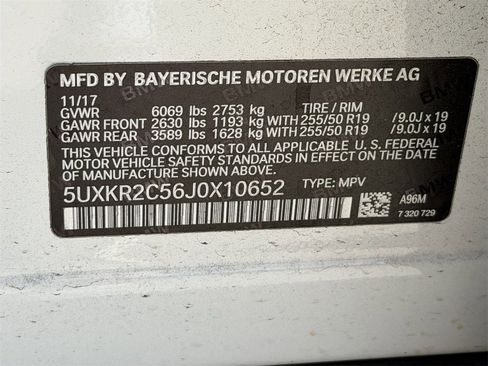 MFD BY BAYERISCHE MOTOREN WERKE AG
11/17
GVWR 6069 lbs 2753 kg TIRE / RIM
GAWR FRONT 2630 lbs 1193 kg WITH 255/50 R19 /9.0J x 19
GAWR REAR 3589 lbs 1628 kg WITH 255/50 R19 /9.0J x 19
THIS VEHICLE CONFORMS TO ALL APPLICABLE U.S. FEDERAL
MOTOR VEHICLE SAFETY STANDARDS IN EFFECT ON THE DATE
OF MANUFACTURE SHOWN ABOVE.
5UXKR2C56J0X10652 TYPE: MPV
A96M
7 320 729